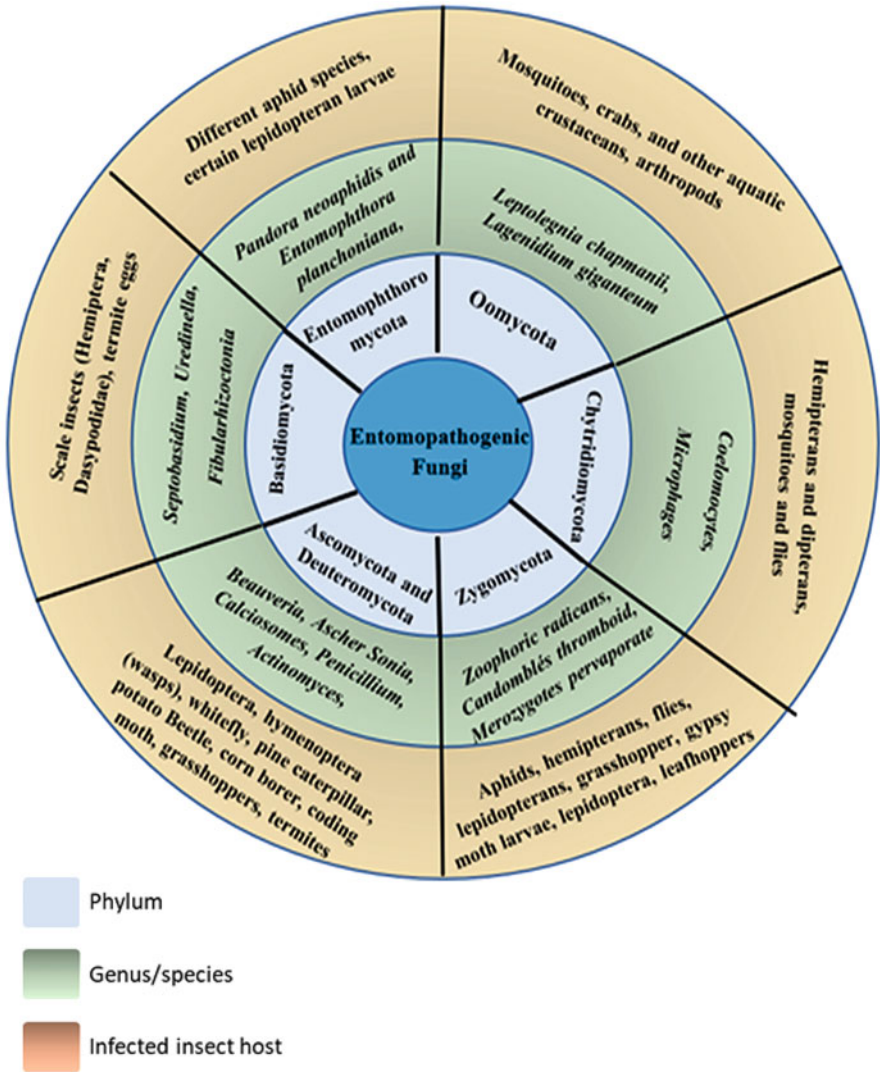 Entomopathogenic
Fungi
Oomycota
Leptolegnia chapmanii,
Lagenidium giganteum
Mosquitoes, crabs, and other aquatic
crustaceans, arthropods
Chytridiomycota
Coelomocytes,
Microphages
Hemipterans and dipterans,
mosquitoes and flies
Zygomycota
Zoophoric radicans,
Candomblés thromboid,
Merozygotes pervaporate
Aphids, hemipterans, flies,
lepidopterans, grasshopper, gypsy
moth larvae, lepidoptera, leafhoppers
Ascomycota and
Deuteromycota
Beauveria, Ascher Sonia,
Calciosomes, Penicillium,
Actinomyces,
Lepidoptera, hymenoptera
(wasps), whitefly, pine caterpillar,
potato Beetle, corn borer, coding
moth, grasshoppers, termites
Basidiomycota
Septobasidium, Uredinella,
Fibularhizoctonia
Scale insects (Hemiptera,
Dasypodidae), termite eggs
Entomophthoro
mycota
Pandora neoaphidis and
Entomophthora
planchoniana,
Different aphid species,
certain lepidopteran larvae
Phylum
Genus/species
Infected insect host